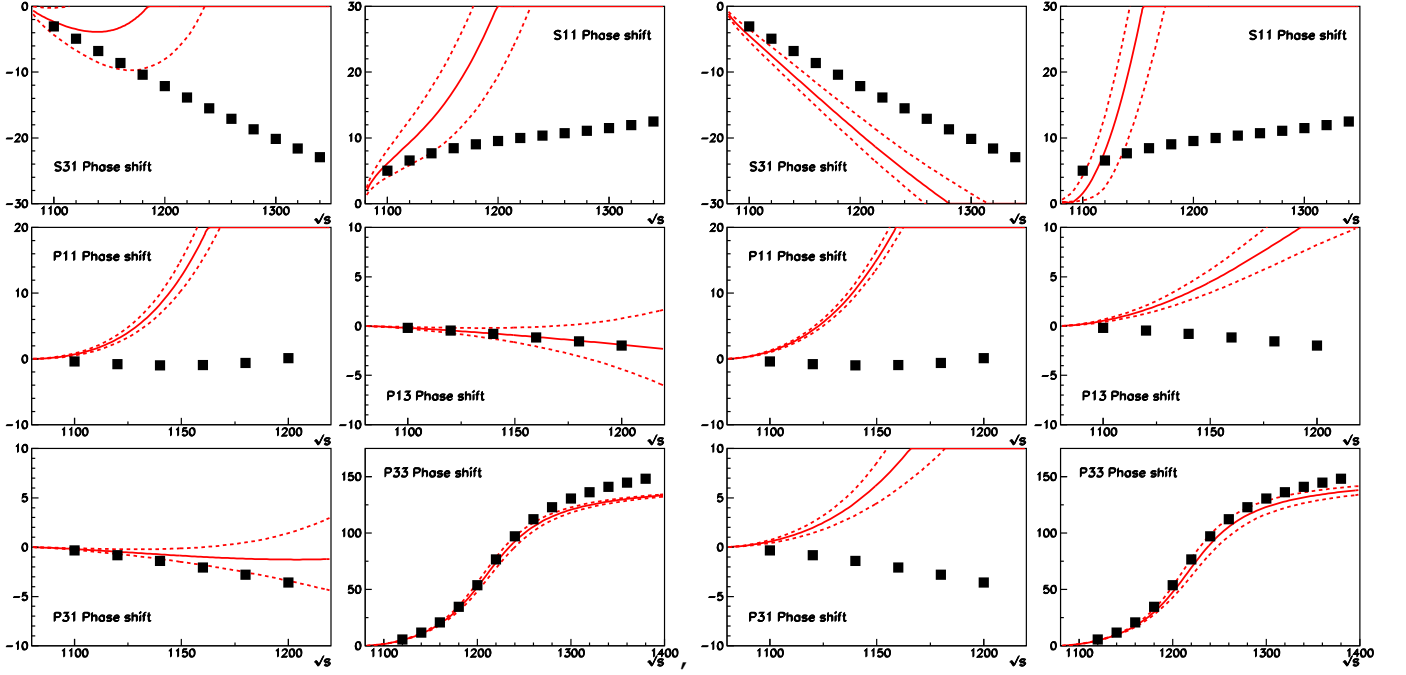 0 30 0 30
S11 Phase shift S11 Phase shift
-10 20 -10 20
-20 10 -20 10
S31 Phase shift S31 Phase shift
-30 0 -30 0
1100 1200 1300 1100 1200 1300 1100 1200 1300 1100 1200 1300
√s √s √s √s
20 10 20 10
P11 Phase shift P11 Phase shift
10 5 10 5
0 0 0 0
-5 -5
P13 Phase shift P13 Phase shift
-10 -10 -10 -10
1100 1150 1200 1100 1150 1200 1100 1150 1200 1100 1150 1200
√s √s √s √s
10 10
P33 Phase shift P33 Phase shift
150 150
5 5
100 100
0 0
50 50
-5 -5
P31 Phase shift P31 Phase shift
-10 0 -10 0
1100 1150 1200 1100 1200 1300 1400 1100 1150 1200 1100 1200 1300 1400
√s √s , √s √s